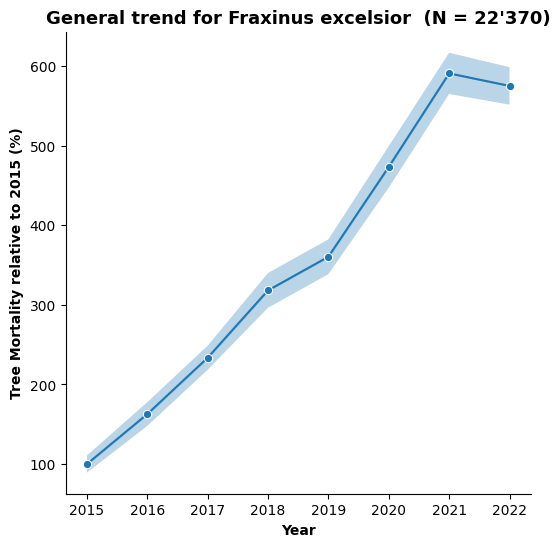 General trend for Fraxinus excelsior  (N = 22'370)
Tree Mortality relative to 2015 (%)
600
500
400
300
200
100
2015 2016 2017 2018 2019 2020 2021 2022
Year